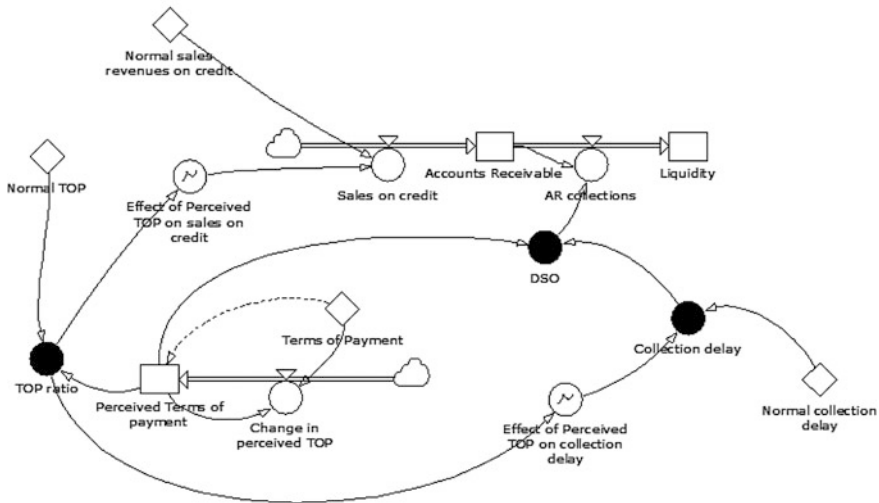 Normal sales
revenues on credit
Normal TOP
Effect of Perceived
TOP on sales on
credit
Sales on credit
Accounts Receivable
AR collections
Liquidity
DSO
Terms of Payment
Collection delay
TOP ratio
Perceived Terms of
payment
Change in
perceived TOP
Effect of Perceived
TOP on collection
delay
Normal collection
delay